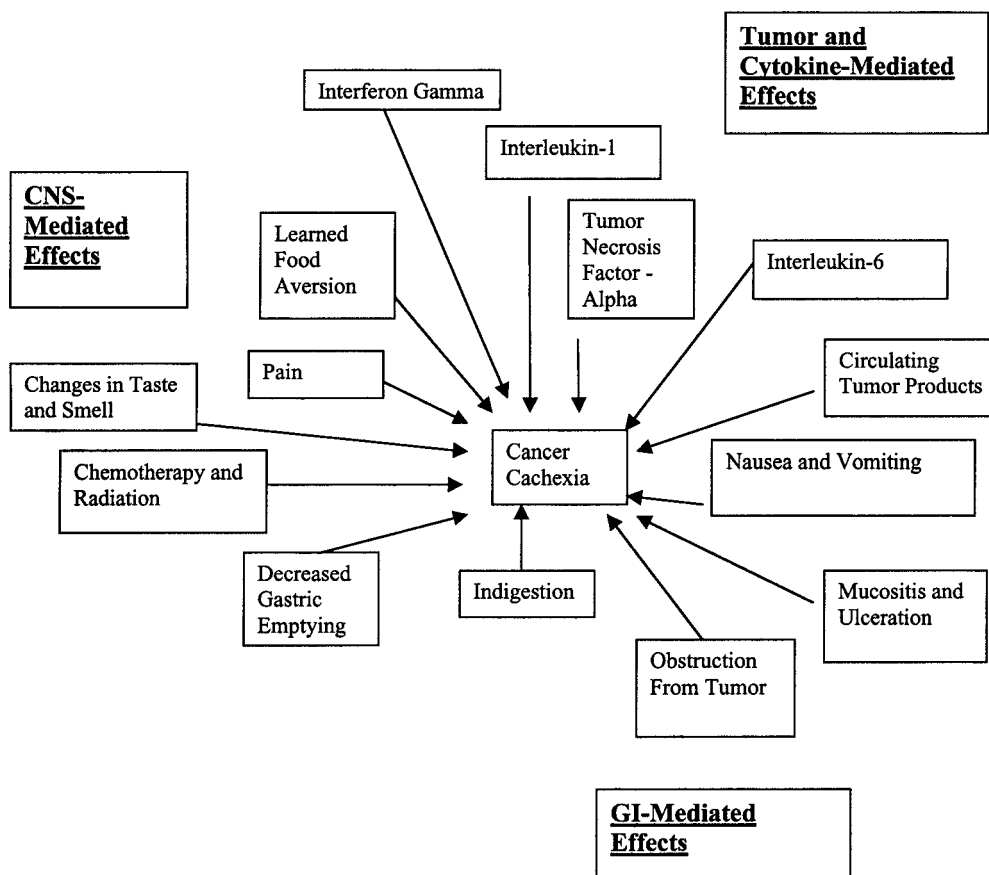 Tumor and
Cytokine-Mediated
Effects
Interferon Gamma
Interleukin-1
CNS-
Mediated
Effects
Learned
Food
Aversion
Tumor
Necrosis
Factor -
Alpha
Interleukin-6
Pain
Changes in Taste
and Smell
Circulating
Tumor Products
Cancer
Cachexia
Chemotherapy and
Radiation
Nausea and Vomiting
Decreased
Gastric
Emptying
Indigestion
Mucositis and
Ulceration
Obstruction
From Tumor
GI-Mediated
Effects